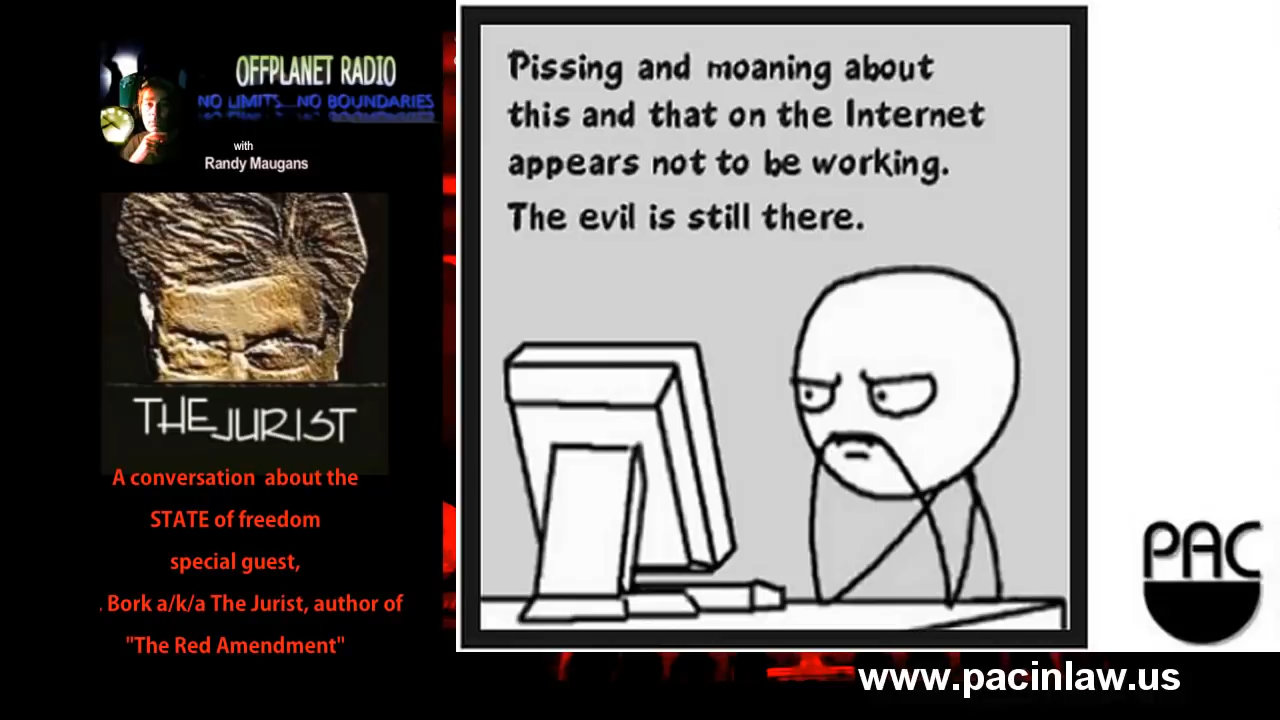 OFFPLANET RADIO
NO LIMITS...NO BOUNDARIES
with
Randy Maugans
THE JURIST
A conversation about the
STATE of freedom
special guest,
. Bork a/k/a The Jurist, author of
"The Red Amendment"
Pissing and moaning about
this and that on the Internet
appears not to be working.
The evil is still there.
PAC
www.pacinlaw.us